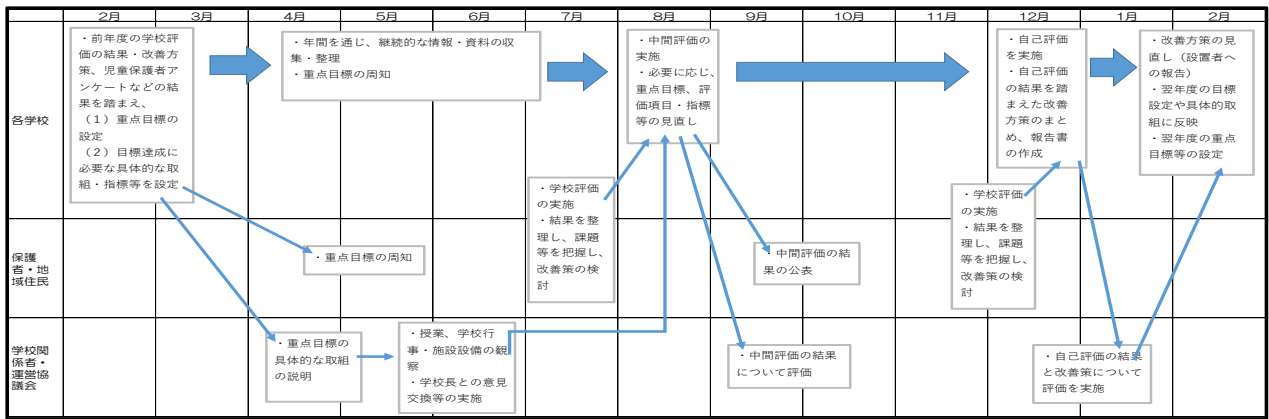 2月 3月 4月 5月 6月 7月 8月 9月 10月 11月 12月 1月 2月
各学校
・前年度の学校評
価の結果・改善方
策、児童保護者ア
ンケートなどの結
果を踏まえ、
（1）重点目標の
設定
（2）目標達成に
必要な具体的な取
組・指標等を設定
・年間を通じ、継続的な情報・資料の収
集・整理
・重点目標の周知
・中間評価の
実施
・必要に応じ、
重点目標、評
価項目・指標
等の見直し
・自己評価
を実施
・自己評価
の結果を踏
まえた改善
方策のまと
め、報告書
の作成
・改善方策の見
直し（設置者へ
の報告）
・翌年度の目標
設定や具体的取
組に反映
・翌年度の重点
目標等の設定
・学校評価
の実施
・結果を整
理し、課題
等を把握し、
改善策の検
討
・学校評価
の実施
・結果を整
理し、課題
等を把握し、
改善策の検
討
保護
者・地
域住民
・重点目標の周知
・中間評価の結
果の公表
学校関
係者・
運営協
議会
・重点目標の
具体的な取組
の説明
・授業、学校行
事・施設設備の観
察
・学校長との意見
交換等の実施
・中間評価の結果
について評価
・自己評価の結果
と改善策について
評価を実施